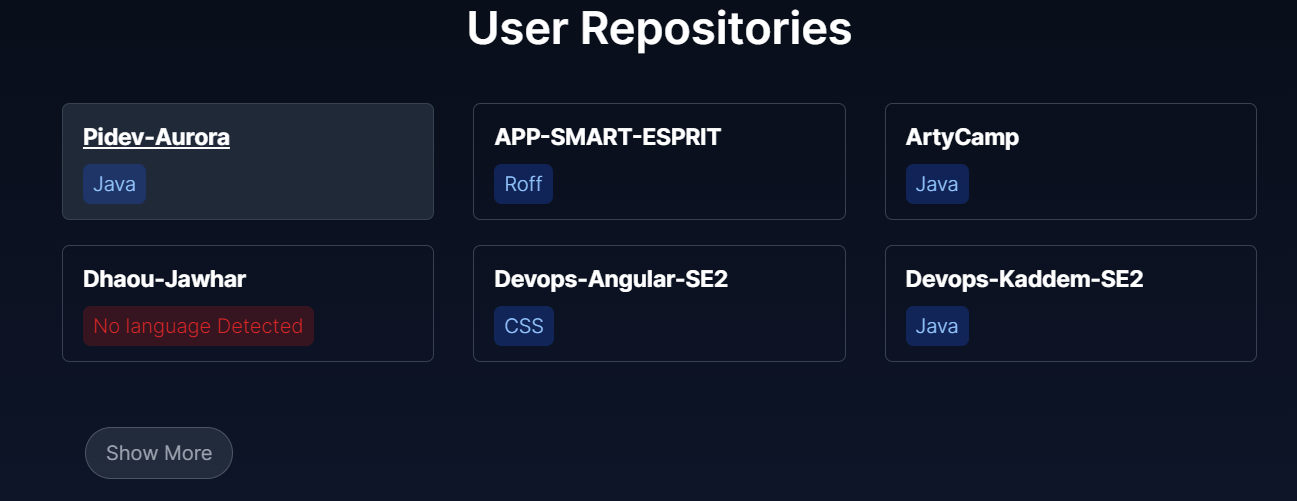 User Repositories
Pidev-Aurora
Java
APP-SMART-ESPRIT
Roff
ArtyCamp
Java
Dhaou-Jawhar
No language Detected
Devops-Angular-SE2
CSS
Devops-Kaddem-SE2
Java
Show More